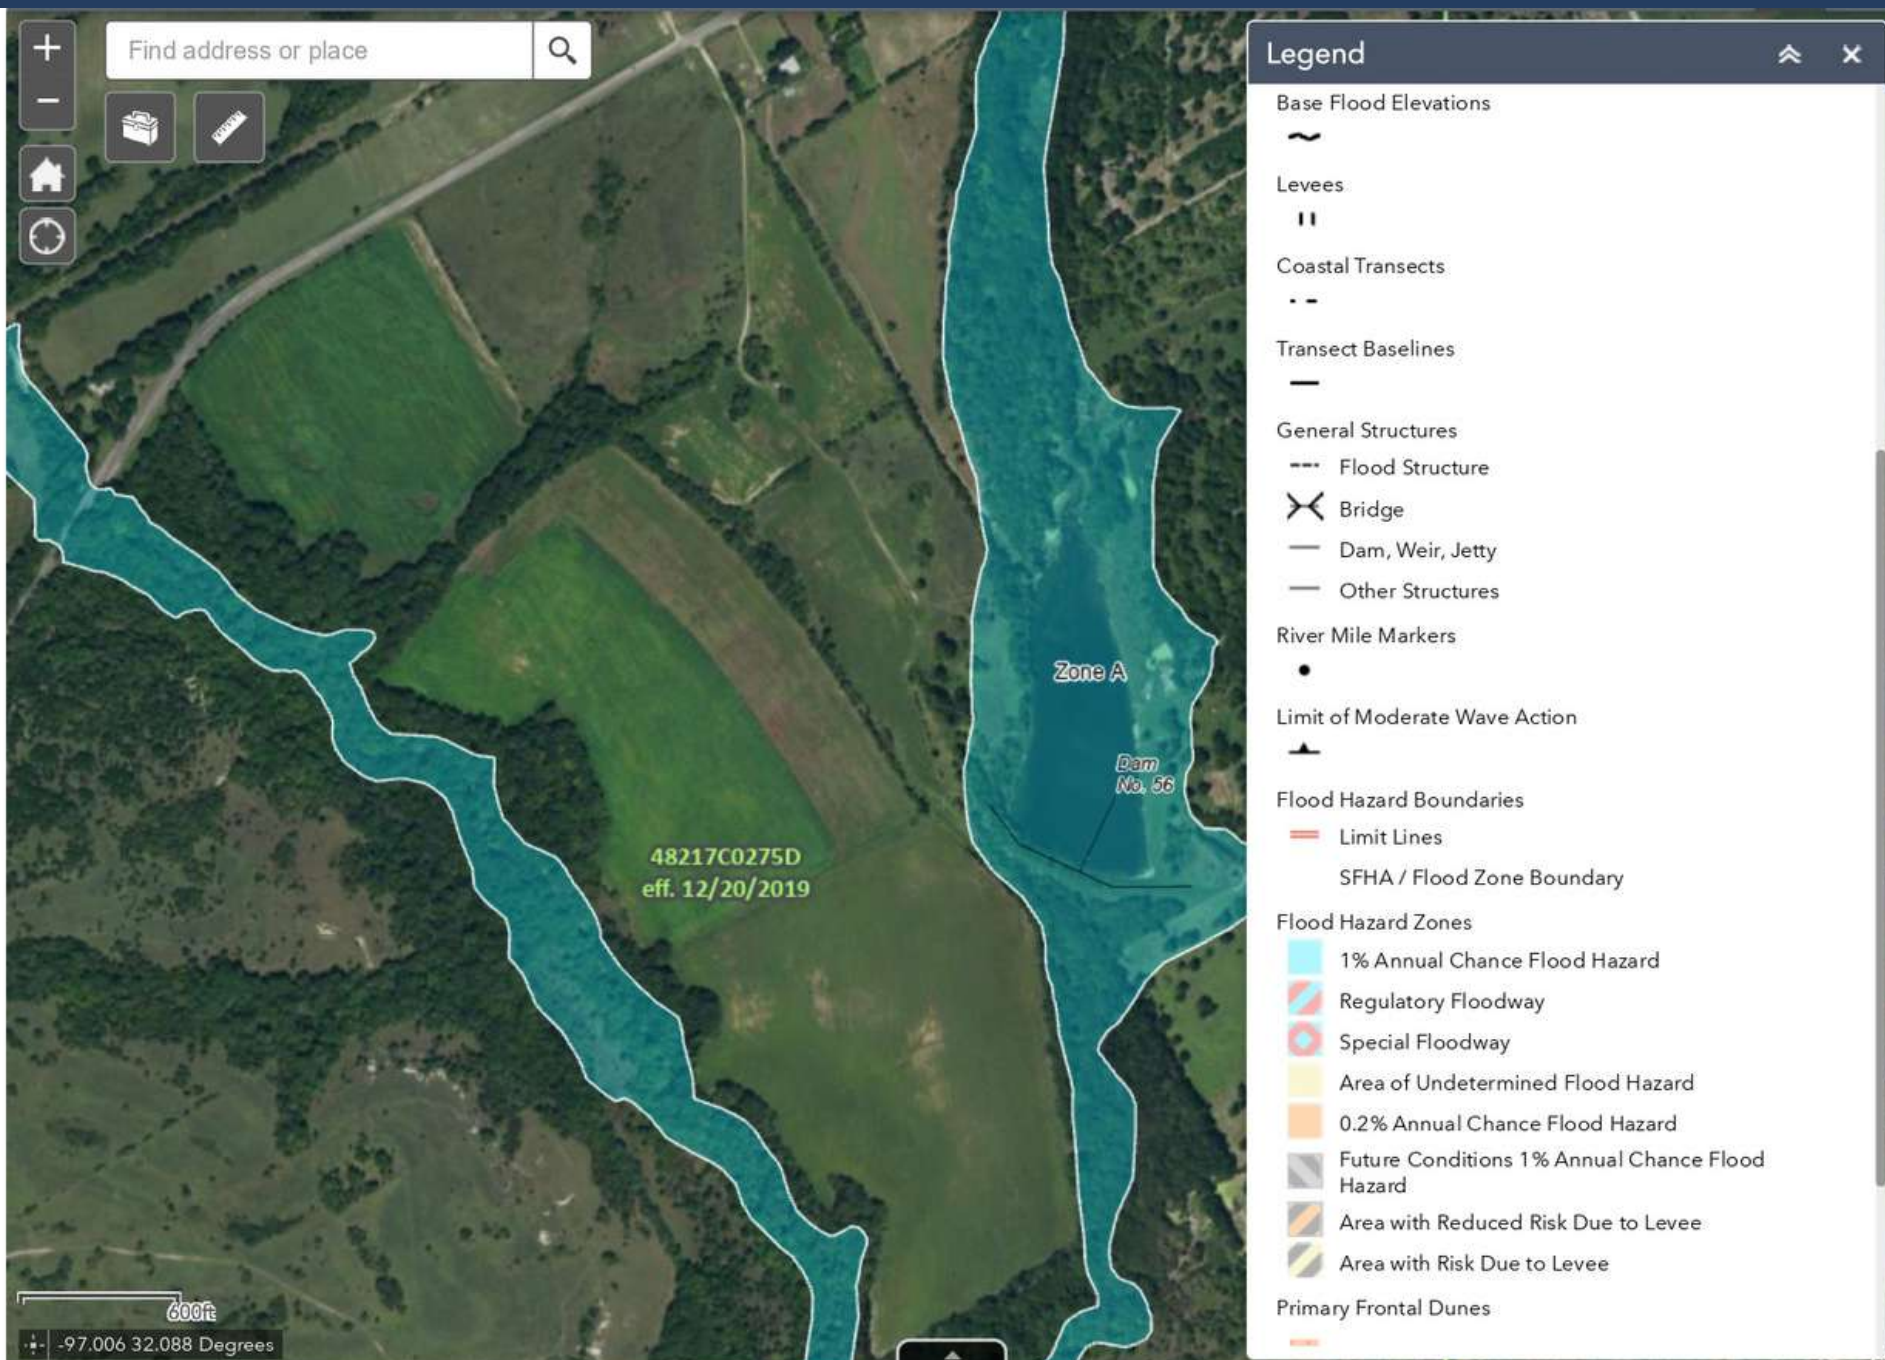 Find address or place
Zone A
Dam
No. 56
48217C0275D
eff. 12/20/2019
600ft
-97.006 32.088 Degrees
Legend
Base Flood Elevations
Levees
Coastal Transects
Transect Baselines
General Structures
Flood Structure
Bridge
Dam, Weir, Jetty
Other Structures
River Mile Markers
Limit of Moderate Wave Action
Flood Hazard Boundaries
Limit Lines
SFHA / Flood Zone Boundary
Flood Hazard Zones
1% Annual Chance Flood Hazard
Regulatory Floodway
Special Floodway
Area of Undetermined Flood Hazard
0.2% Annual Chance Flood Hazard
Future Conditions 1% Annual Chance Flood
Hazard
Area with Reduced Risk Due to Levee
Area with Risk Due to Levee
Primary Frontal Dunes